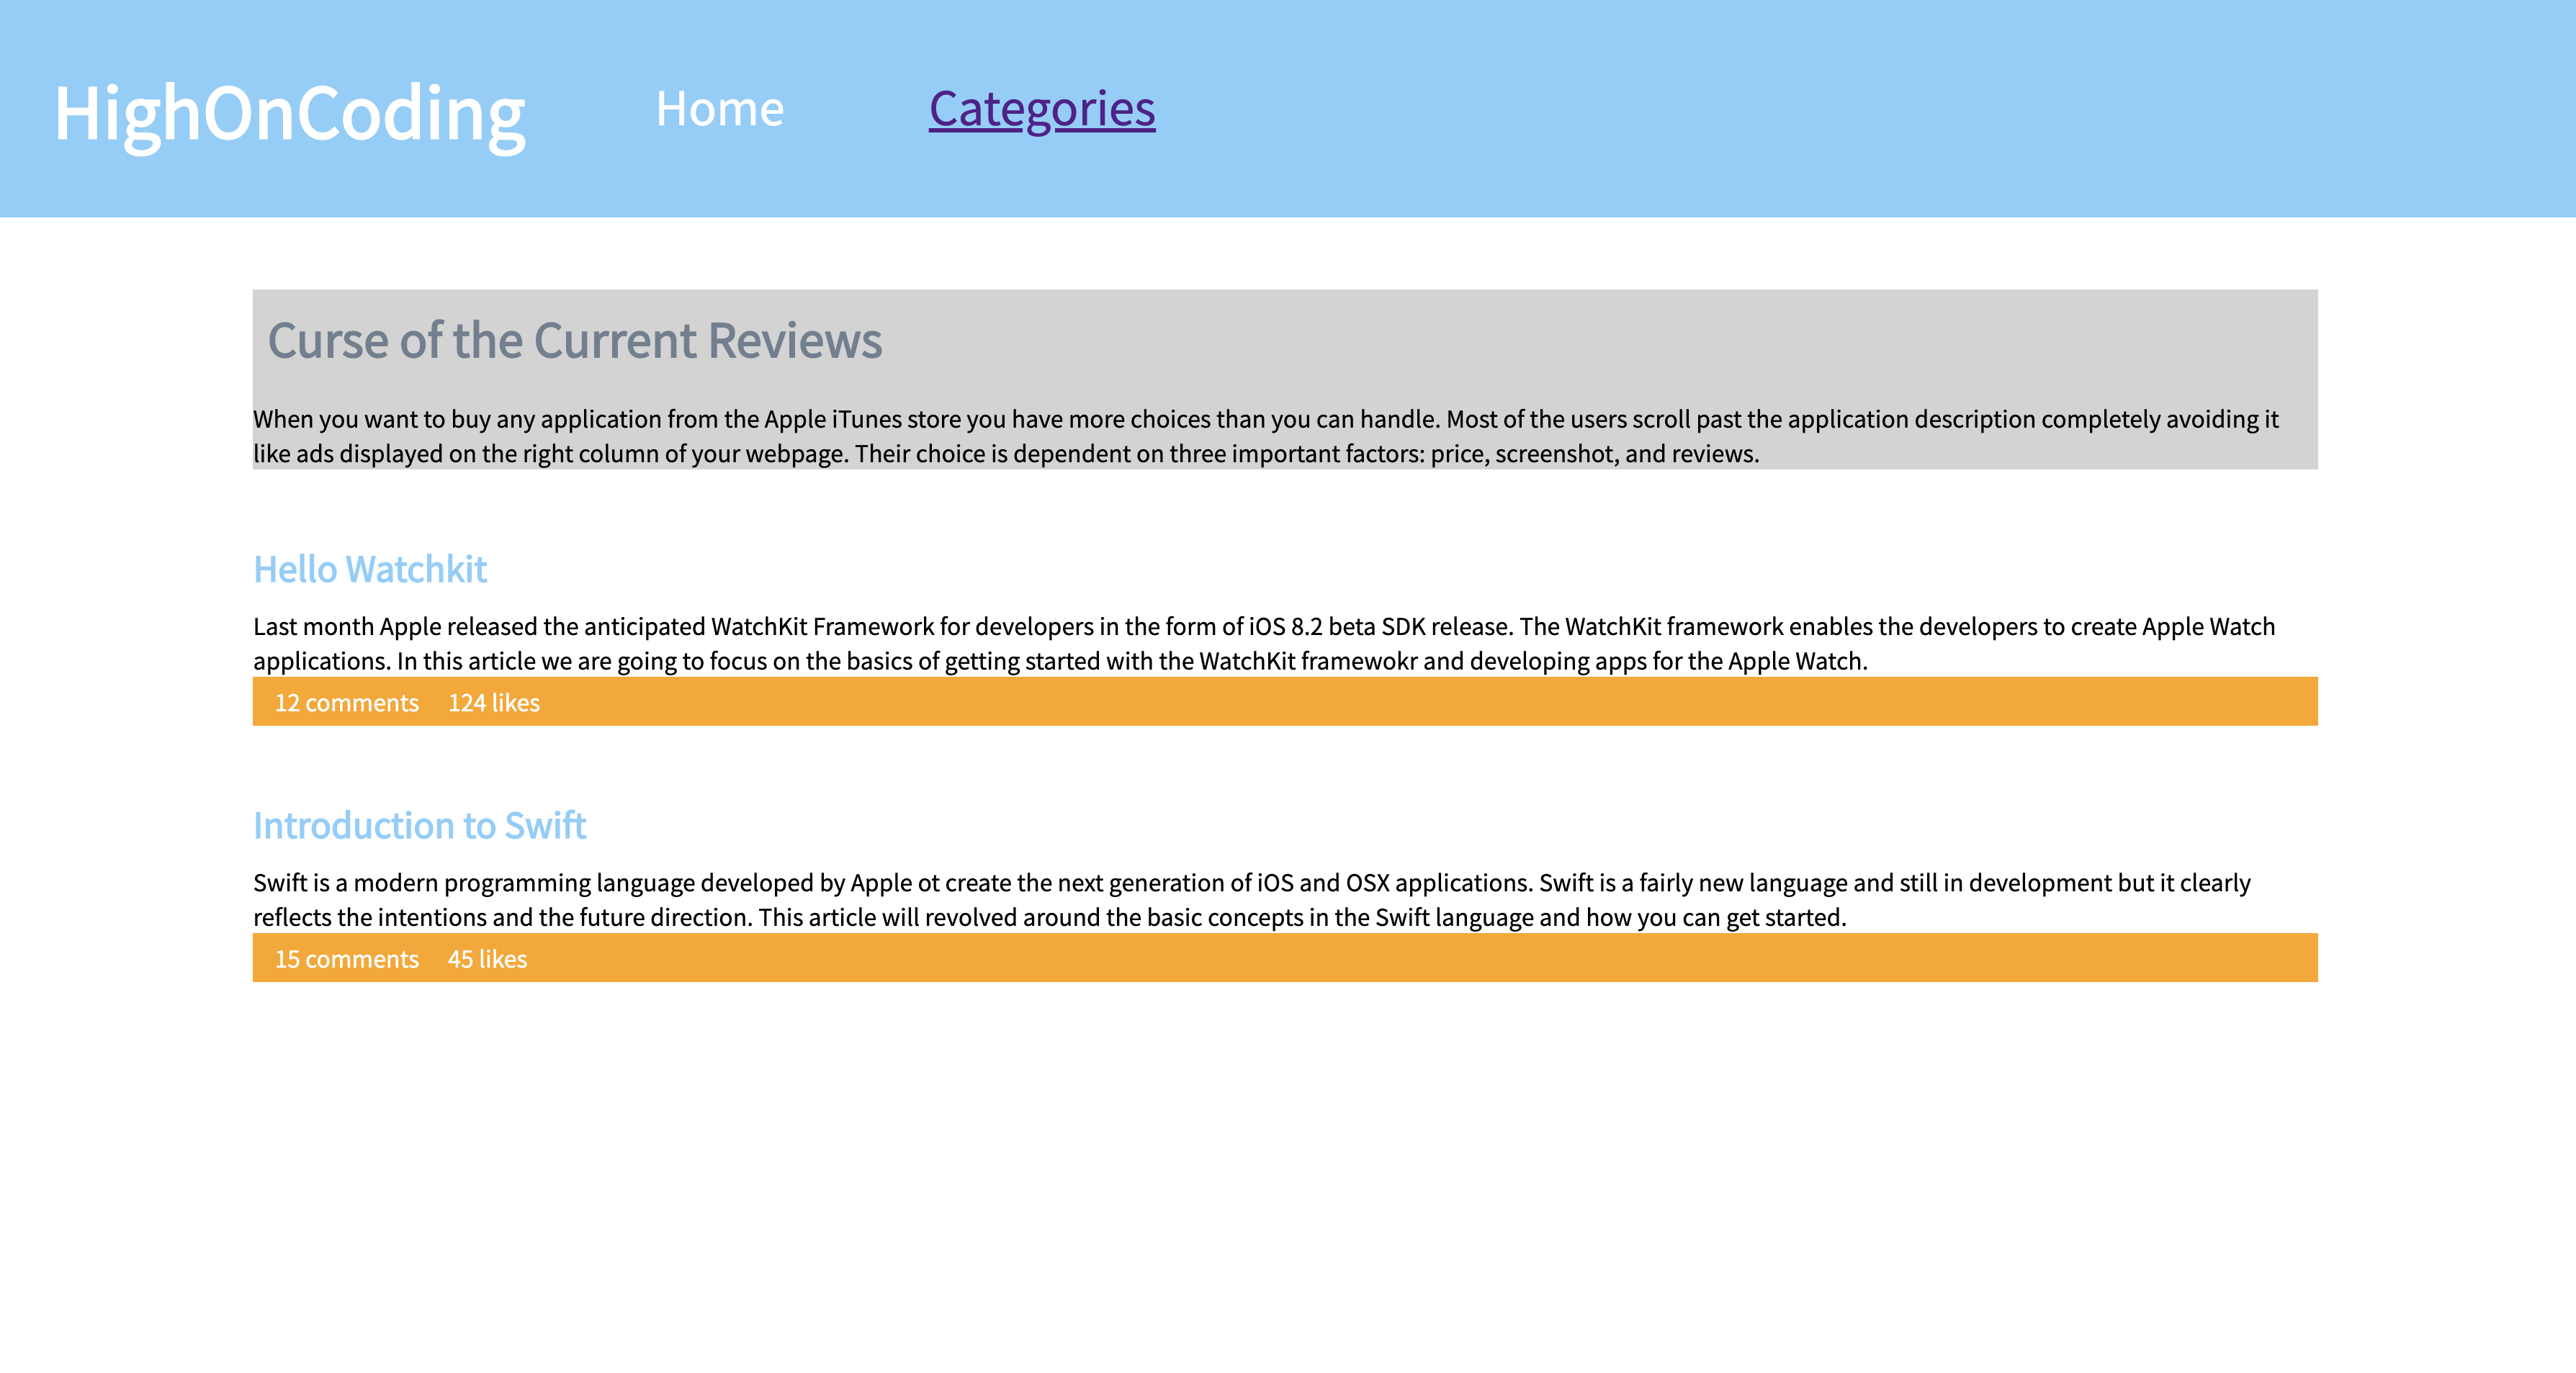 HighOnCoding Home Categories
Curse of the Current Reviews
When you want to buy any application from the Apple iTunes store you have more choices than you can handle. Most of the users scroll past the application description completely avoiding it
like ads displayed on the right column of your webpage. Their choice is dependent on three important factors: price, screenshot, and reviews.
Hello Watchkit
Last month Apple released the anticipated WatchKit Framework for developers in the form of iOS 8.2 beta SDK release. The WatchKit framework enables the developers to create Apple Watch
applications. In this article we are going to focus on the basics of getting started with the WatchKit framewokr and developing apps for the Apple Watch.
12 comments 124 likes
Introduction to Swift
Swift is a modern programming language developed by Apple ot create the next generation of iOS and OSX applications. Swift is a fairly new language and still in development but it clearly
reflects the intentions and the future direction. This article will revolved around the basic concepts in the Swift language and how you can get started.
15 comments 45 likes